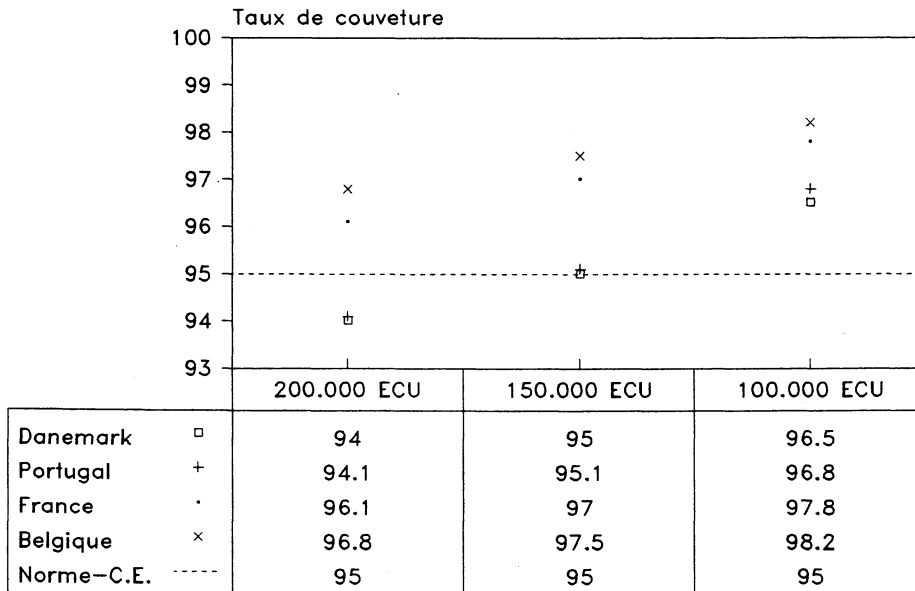 Taux de couveture
100
99
98
97
96
95
94
93
200.000 ECU 150.000 ECU 100.000 ECU
Danemark 94 95 96.5
Portugal 94.1 95.1 96.8
France 96.1 97 97.8
Belgique 96.8 97.5 98.2
Norme-C.E. 95 95 95